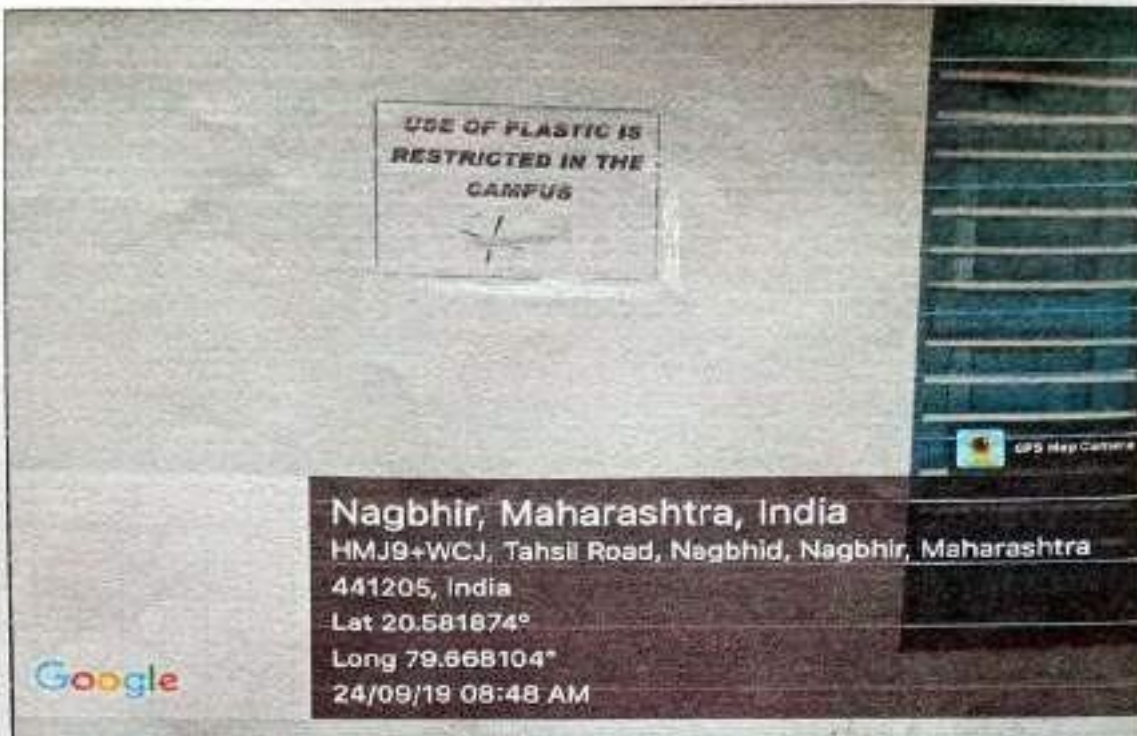 USE OF PLASTIC IS
RESTRICTED IN THE
CAMPUS
GPS Map Camera
Nagbhir, Maharashtra, India
HMJ9+WCJ, Tahsil Road, Nagbhid, Nagbhir, Maharashtra
441205, India
Lat 20.581874°
Long 79.668104°
24/09/19 08:48 AM
Google